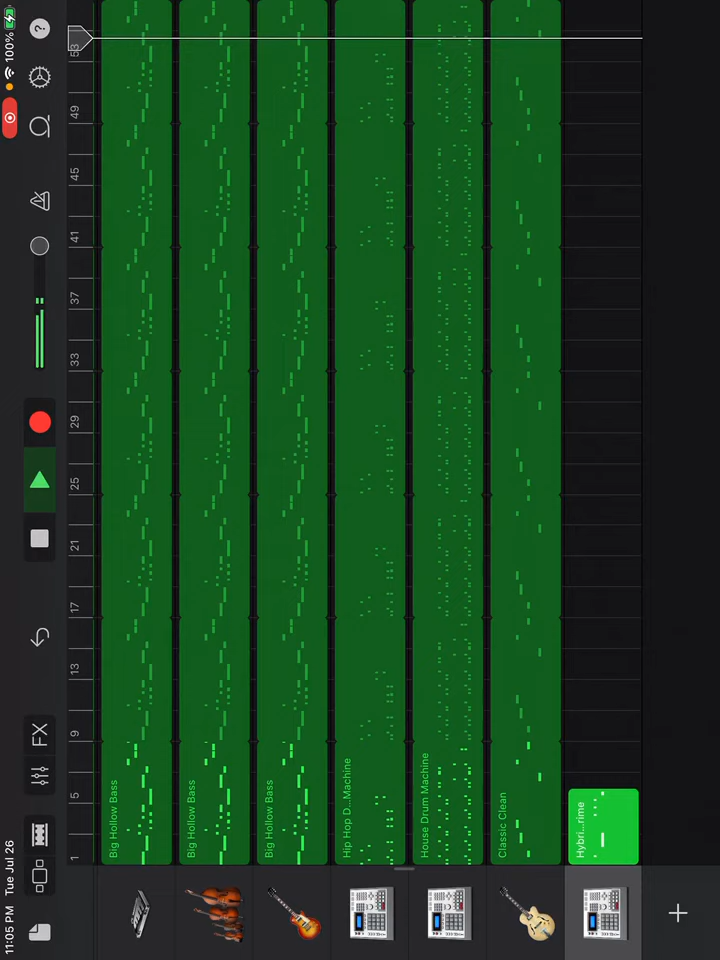 11:05 PM Tue Jul 26
100%
FX
?
1
5
9
13
17
21
25
29
33
37
41
45
49
53
Big Hollow Bass
Big Hollow Bass
Big Hollow Bass
Hip Hop D...Machine
House Drum Machine
Classic Clean
Hybri...rime